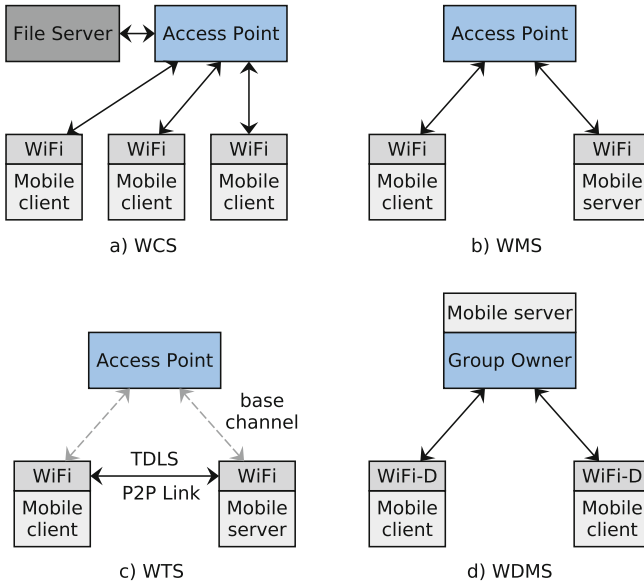 File Server
Access Point
WiFi
Mobile
client
WiFi
Mobile
client
WiFi
Mobile
client
a) WCS
Access Point
WiFi
Mobile
client
WiFi
Mobile
server
b) WMS
Access Point
base
channel
TDLS
P2P Link
WiFi
Mobile
client
WiFi
Mobile
server
c) WTS
Mobile server
Group Owner
WiFi-D
Mobile
client
WiFi-D
Mobile
client
d) WDMS